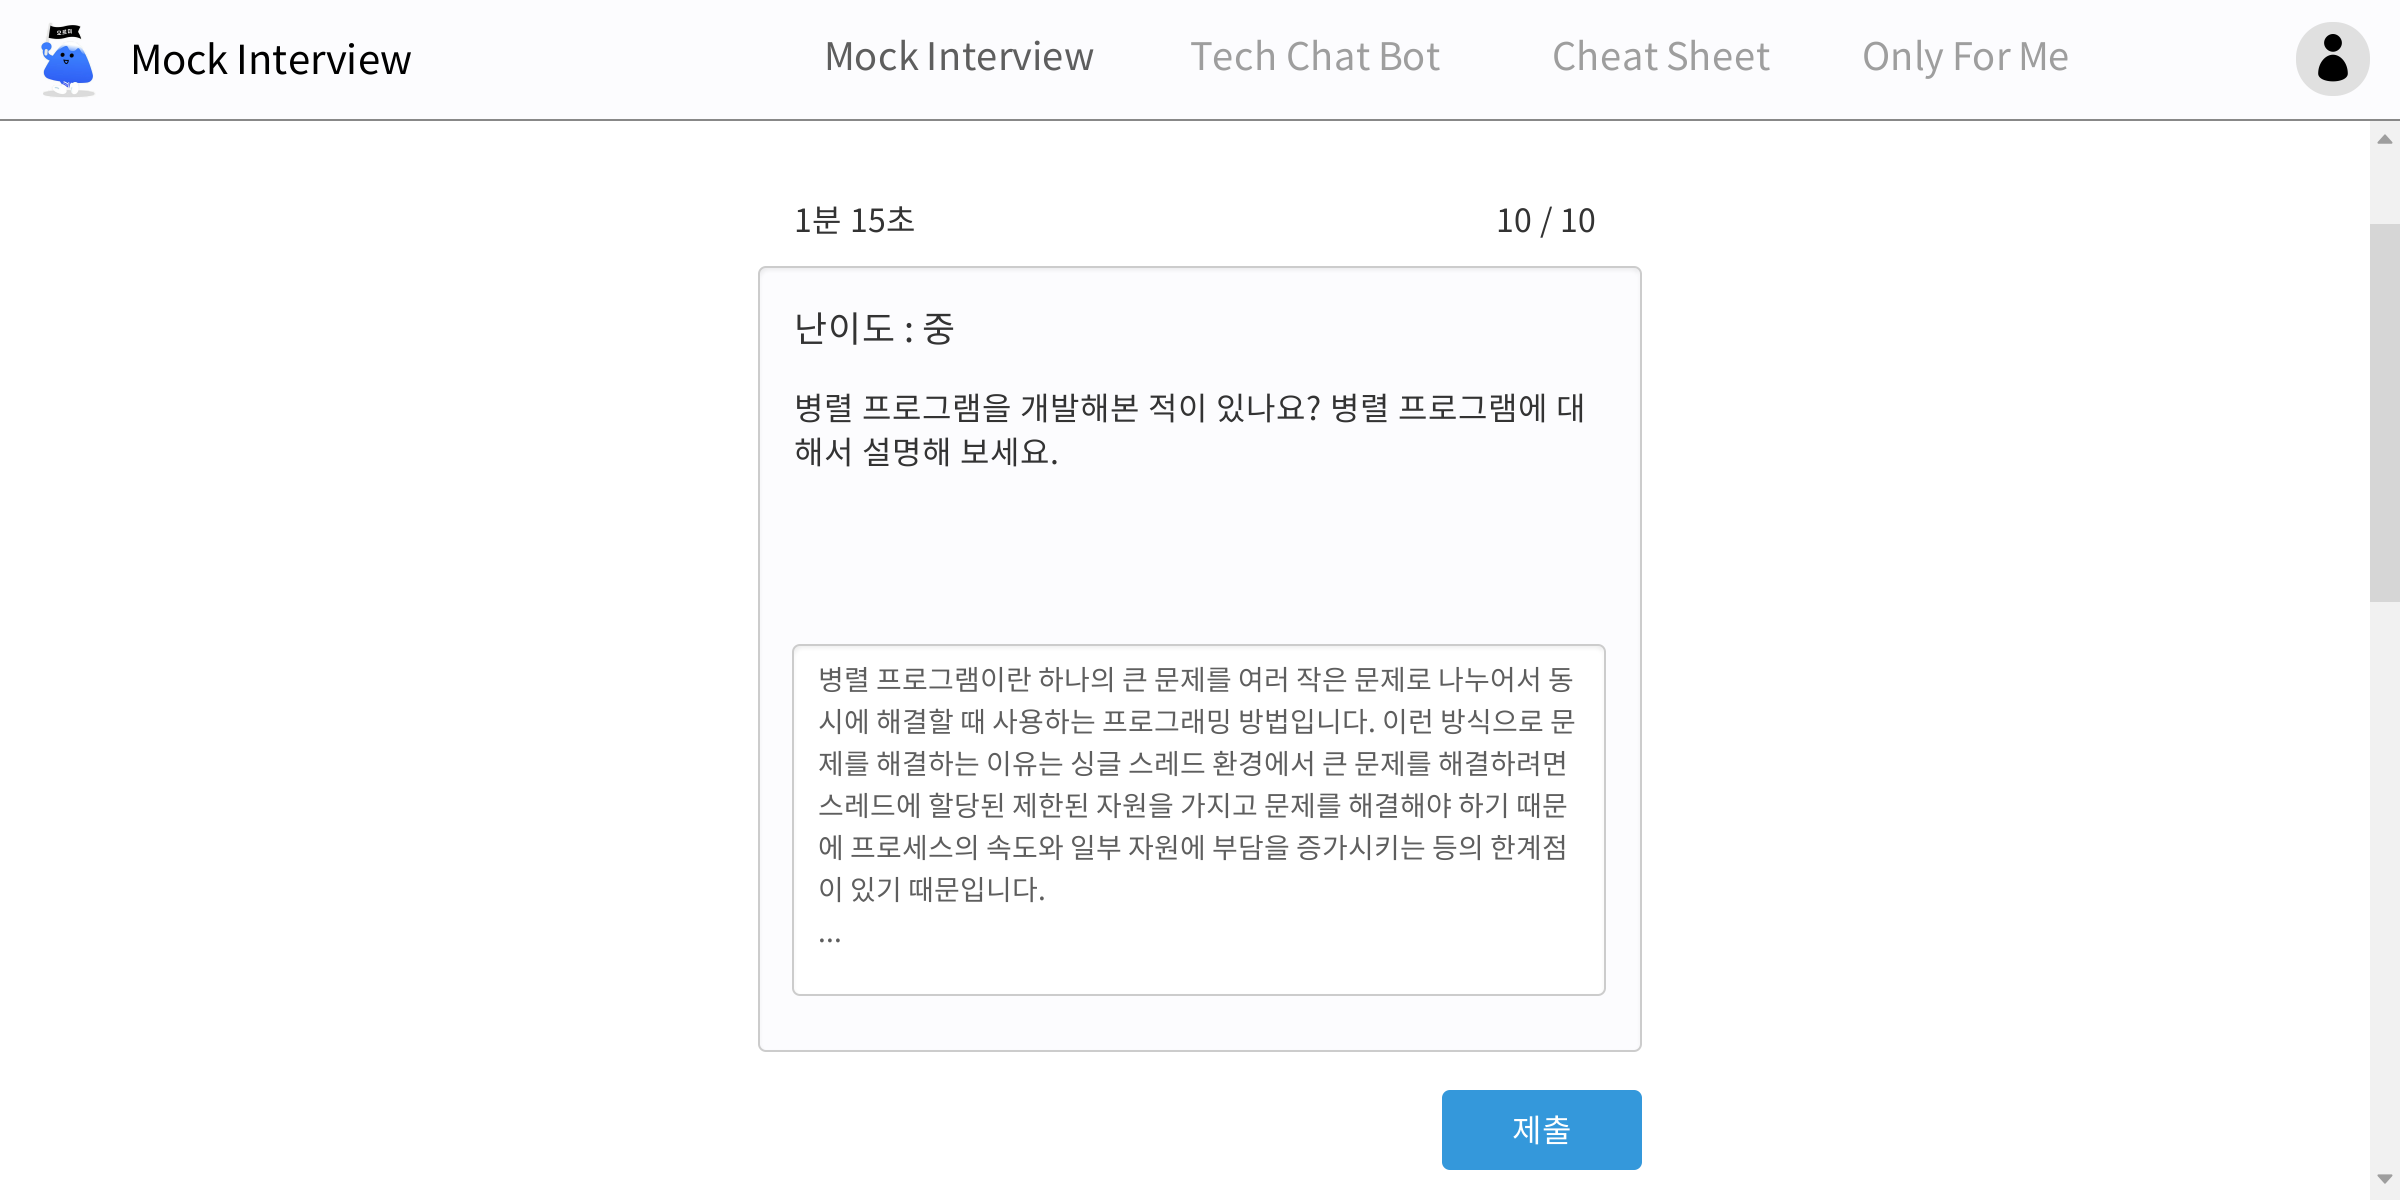 오르미
Mock Interview
Mock Interview
Tech Chat Bot
Cheat Sheet
Only For Me
1분 15초
10 / 10
난이도 : 중
병렬 프로그램을 개발해본 적이 있나요? 병렬 프로그램에 대
해서 설명해 보세요.
병렬 프로그램이란 하나의 큰 문제를 여러 작은 문제로 나누어서 동
시에 해결할 때 사용하는 프로그래밍 방법입니다. 이런 방식으로 문
제를 해결하는 이유는 싱글 스레드 환경에서 큰 문제를 해결하려면
스레드에 할당된 제한된 자원을 가지고 문제를 해결해야 하기 때문
에 프로세스의 속도와 일부 자원에 부담을 증가시키는 등의 한계점
이 있기 때문입니다.
...
제출